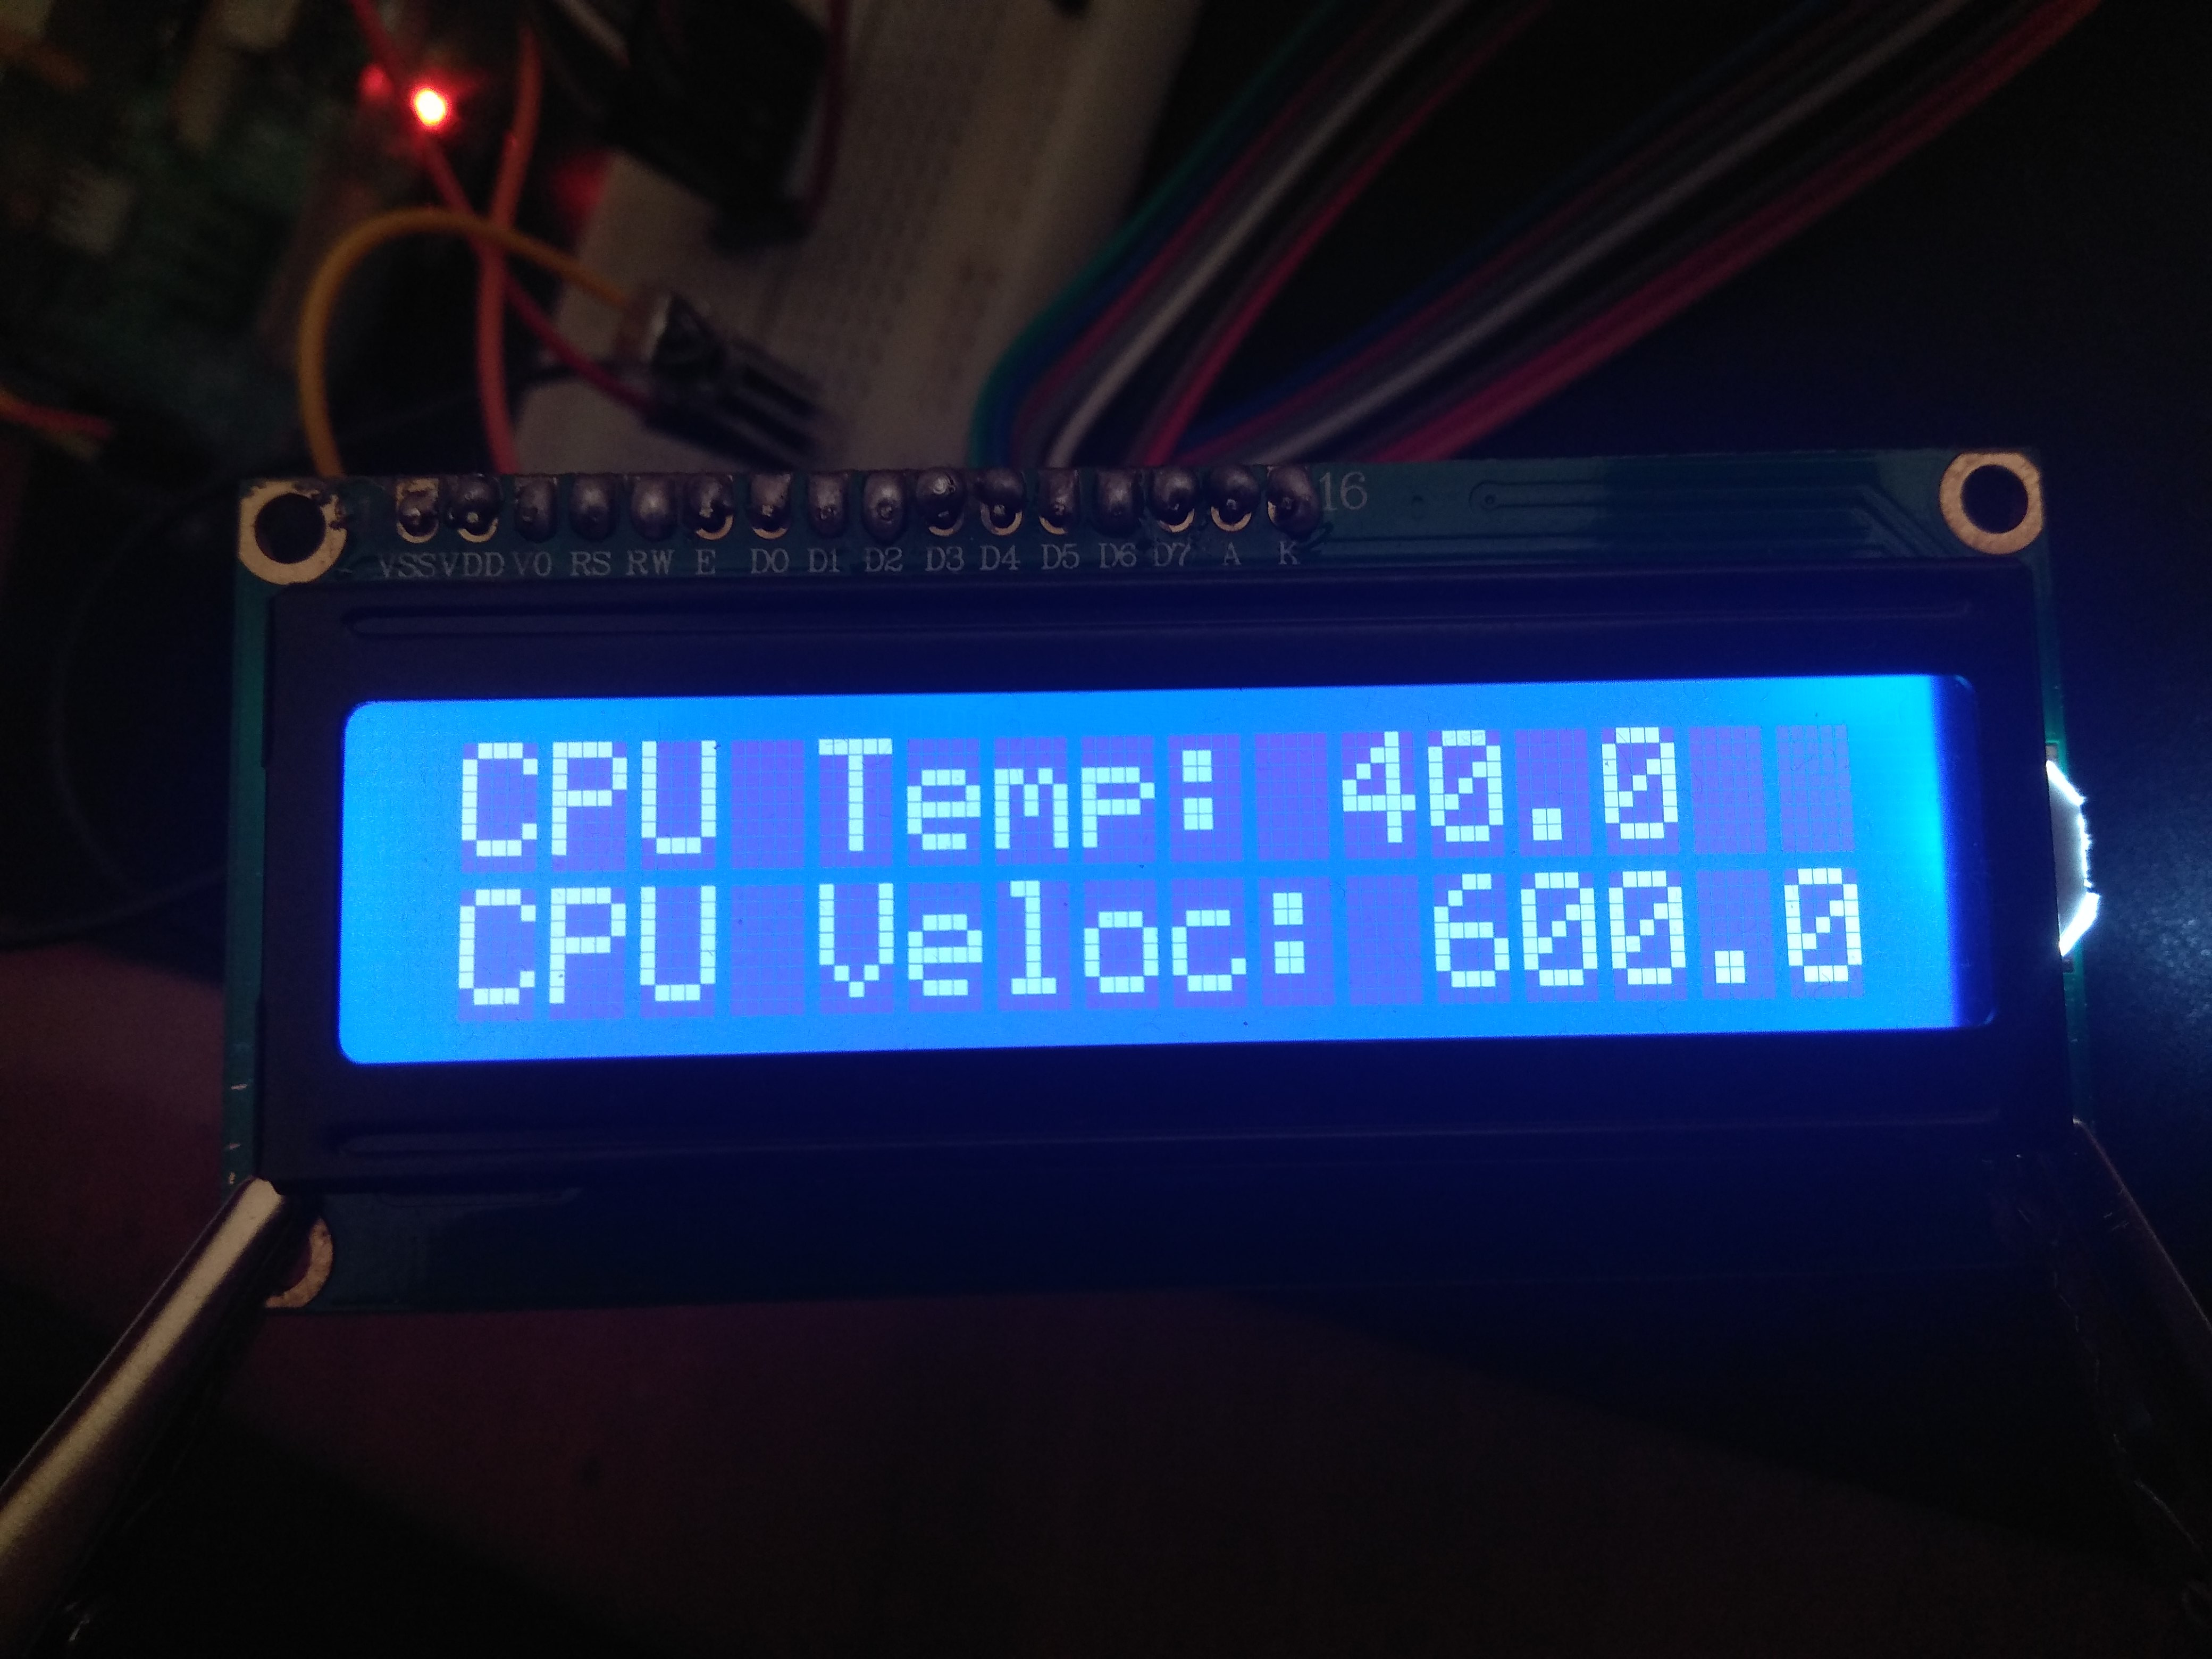 16
VSS VDD V0 RS RW E D0 D1 D2 D3 D4 D5 D6 D7 A K
CPU Temp: 40.0
CPU Veloc: 600.0